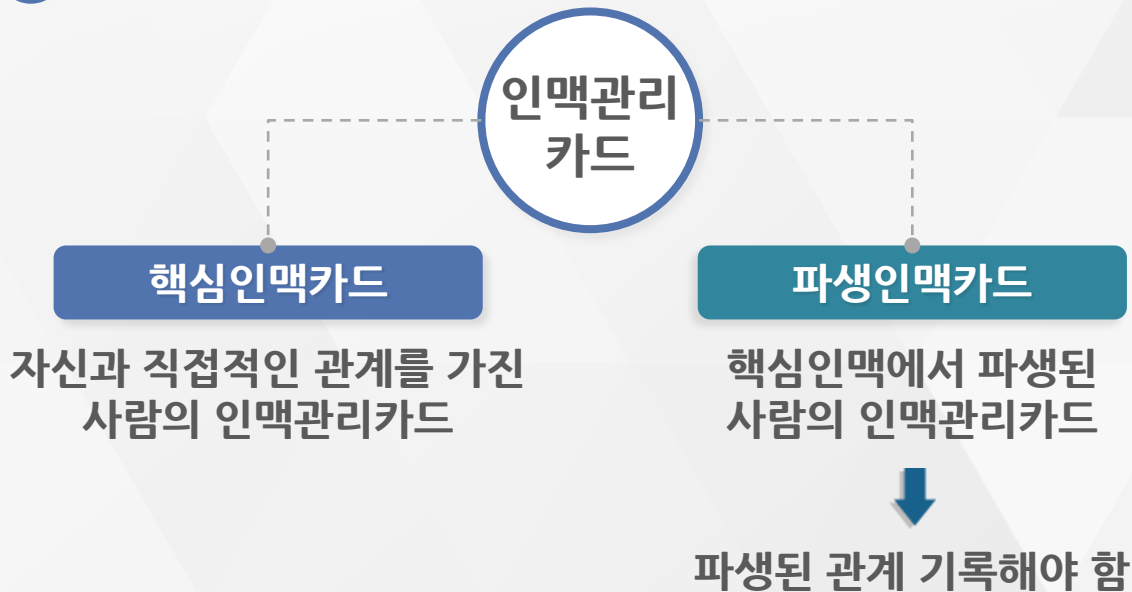 인맥관리
카드
핵심인맥카드
자신과 직접적인 관계를 가진
사람의 인맥관리카드
파생인맥카드
핵심인맥에서 파생된
사람의 인맥관리카드
파생된 관계 기록해야 함